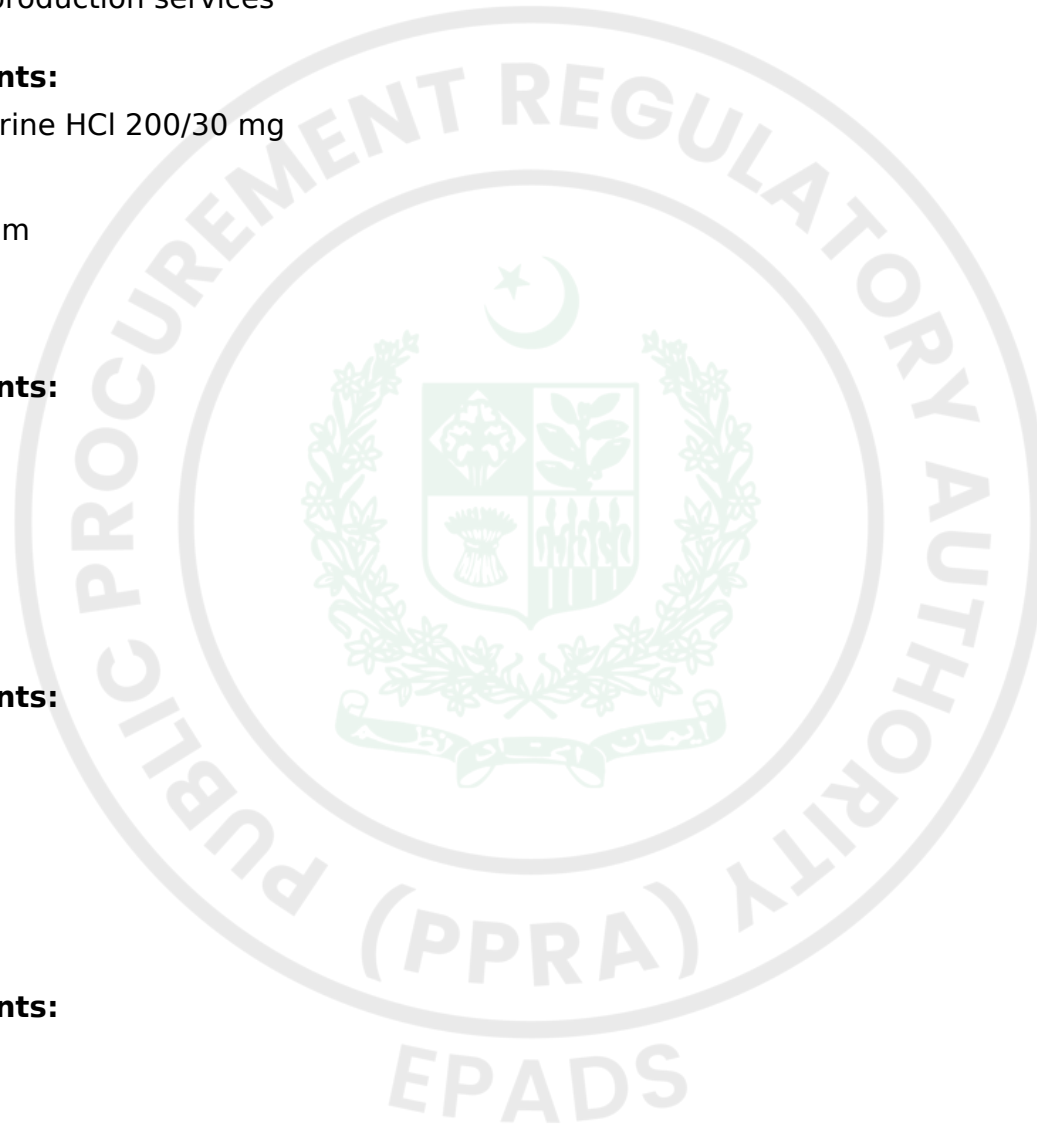 production services
nts:
rine HCl 200/30 mg
m
nts:
nts:
nts:
PUBLIC PROCUREMENT REGULATORY AUTHORITY
(PPRA)
EPADS